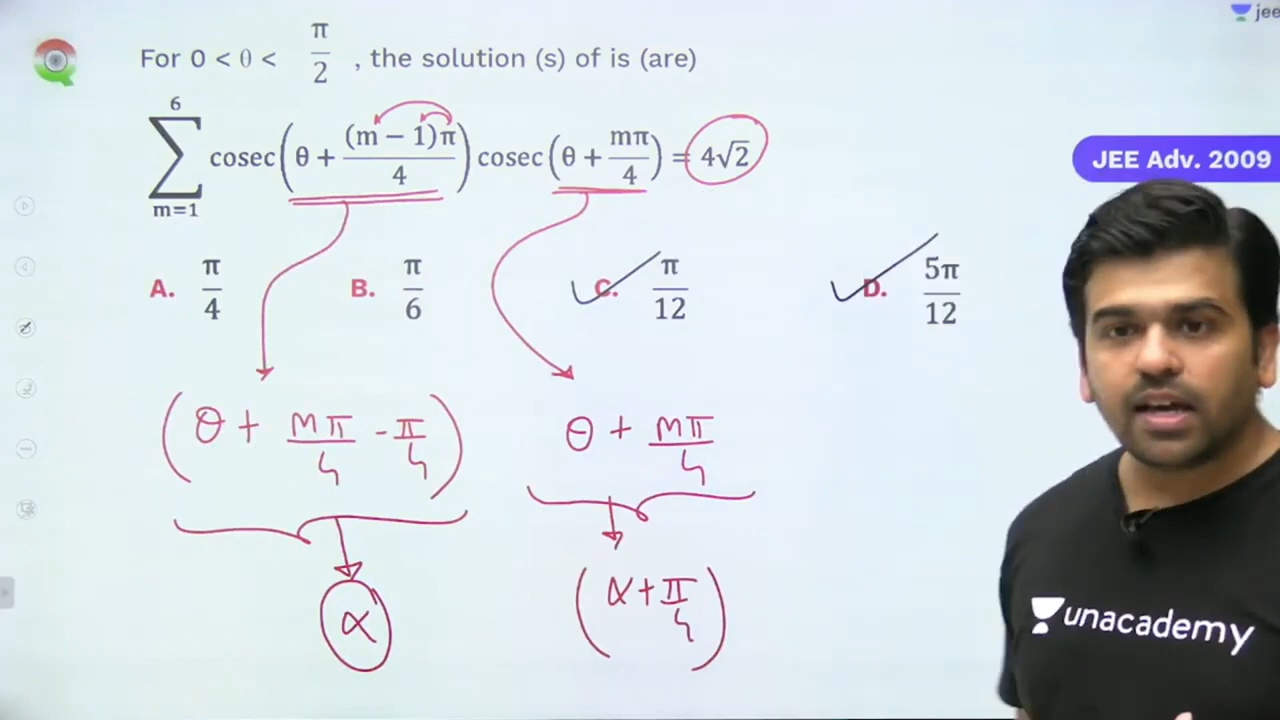 jee
For 0 < θ < π/2 , the solution (s) of is (are)
6
∑ cosec(θ + (m − 1)π/4) cosec(θ + mπ/4) = 4√2
m=1
JEE Adv. 2009
A. π/4 B. π/6 C. π/12 D. 5π/12
(θ + mπ/4 - π/4) θ + mπ/4
α (α + π/4)
unacademy